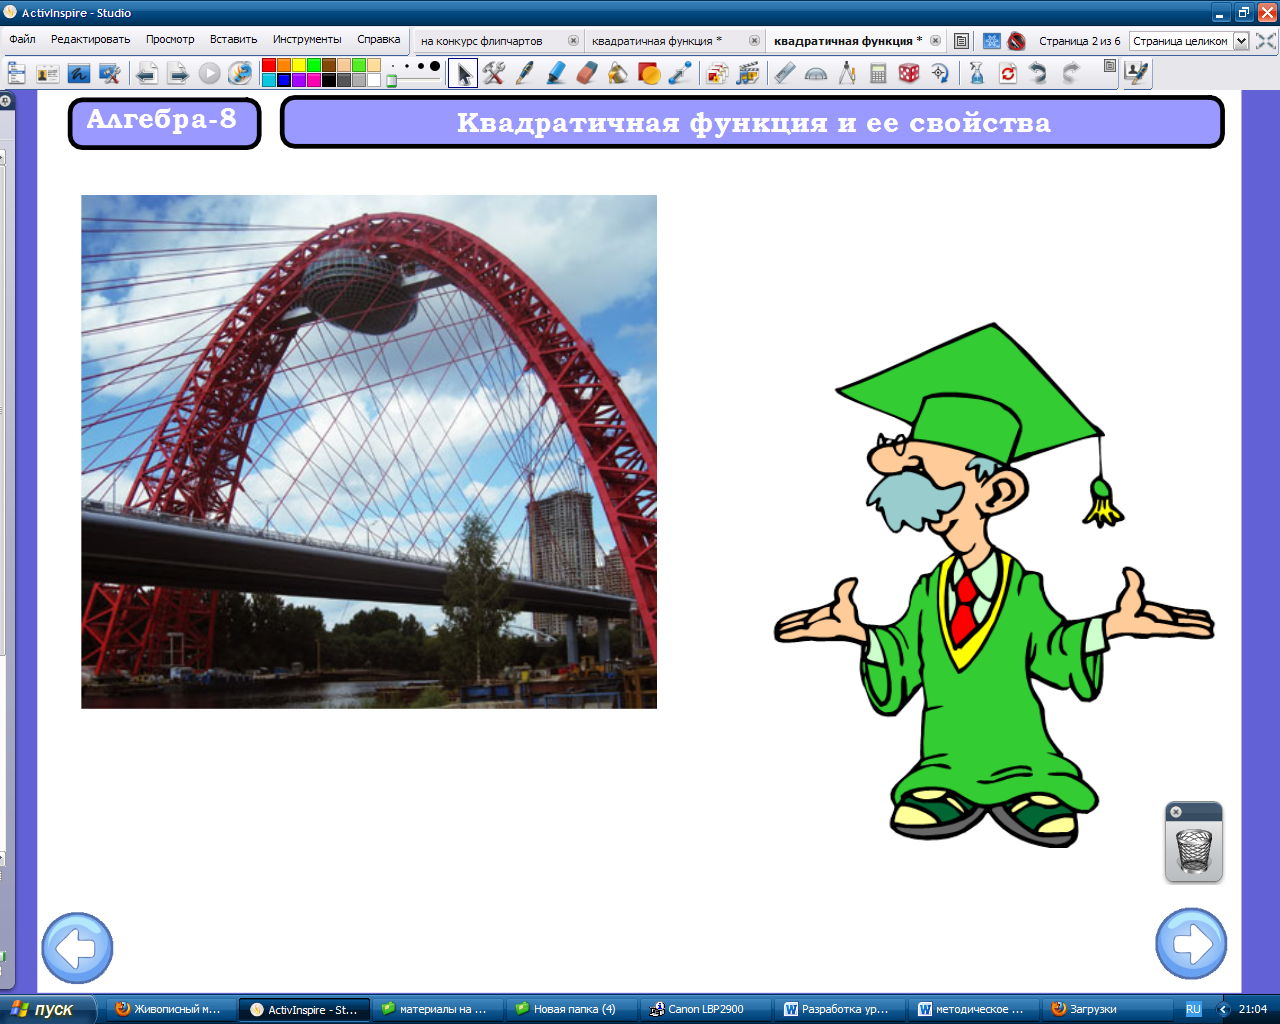 ActivInspire - Studio
Файл Редактировать Просмотр Вставить Инструменты Справка
на конкурс флипчартов
квадратичная функция *
квадратичная функция *
Страница 2 из 6
Страница целиком
Алгебра-8
Квадратичная функция и ее свойства
пуск
Живописный м...
ActivInspire - St...
материалы на ...
Новая папка (4)
Canon LBP2900
Разработка ур...
методическое ...
Загрузки
RU
21:04